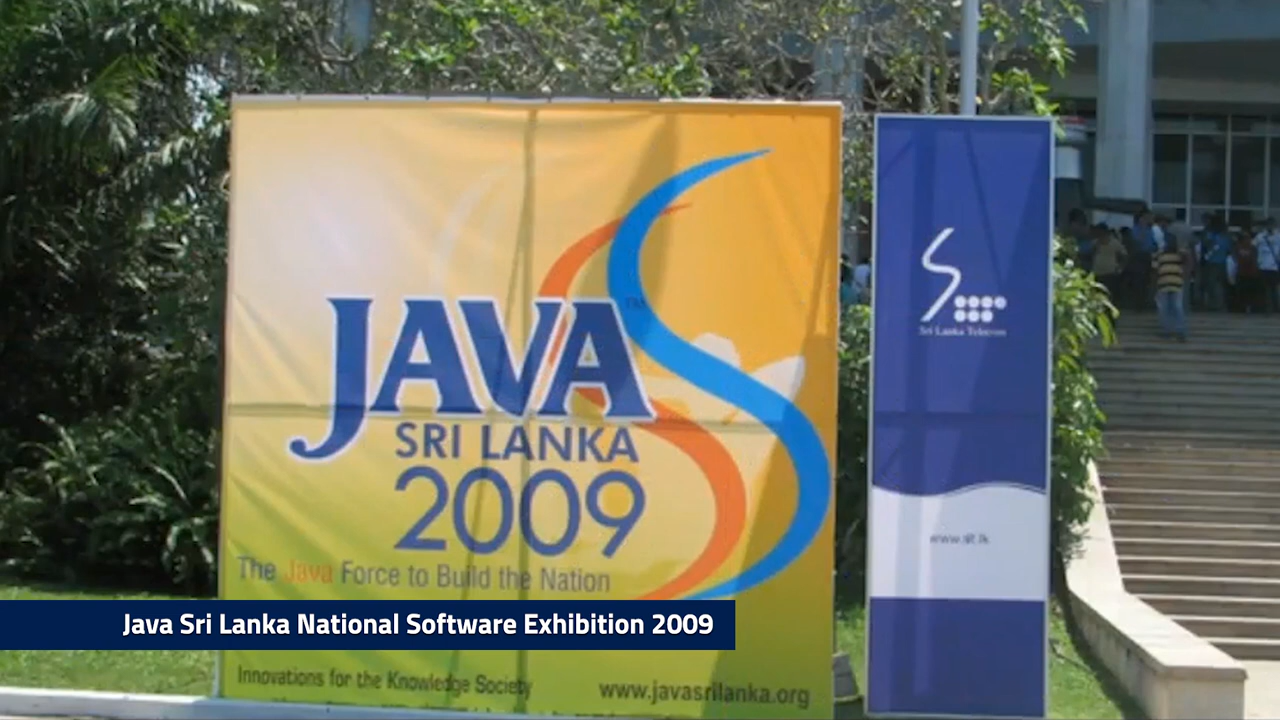 JAVA
SRI LANKA
2009
The Java Force to Build the Nation
Java Sri Lanka National Software Exhibition 2009
Innovations for the Knowledge Society
www.javasrilanka.org
Sri Lanka Telecom
www.slt.lk